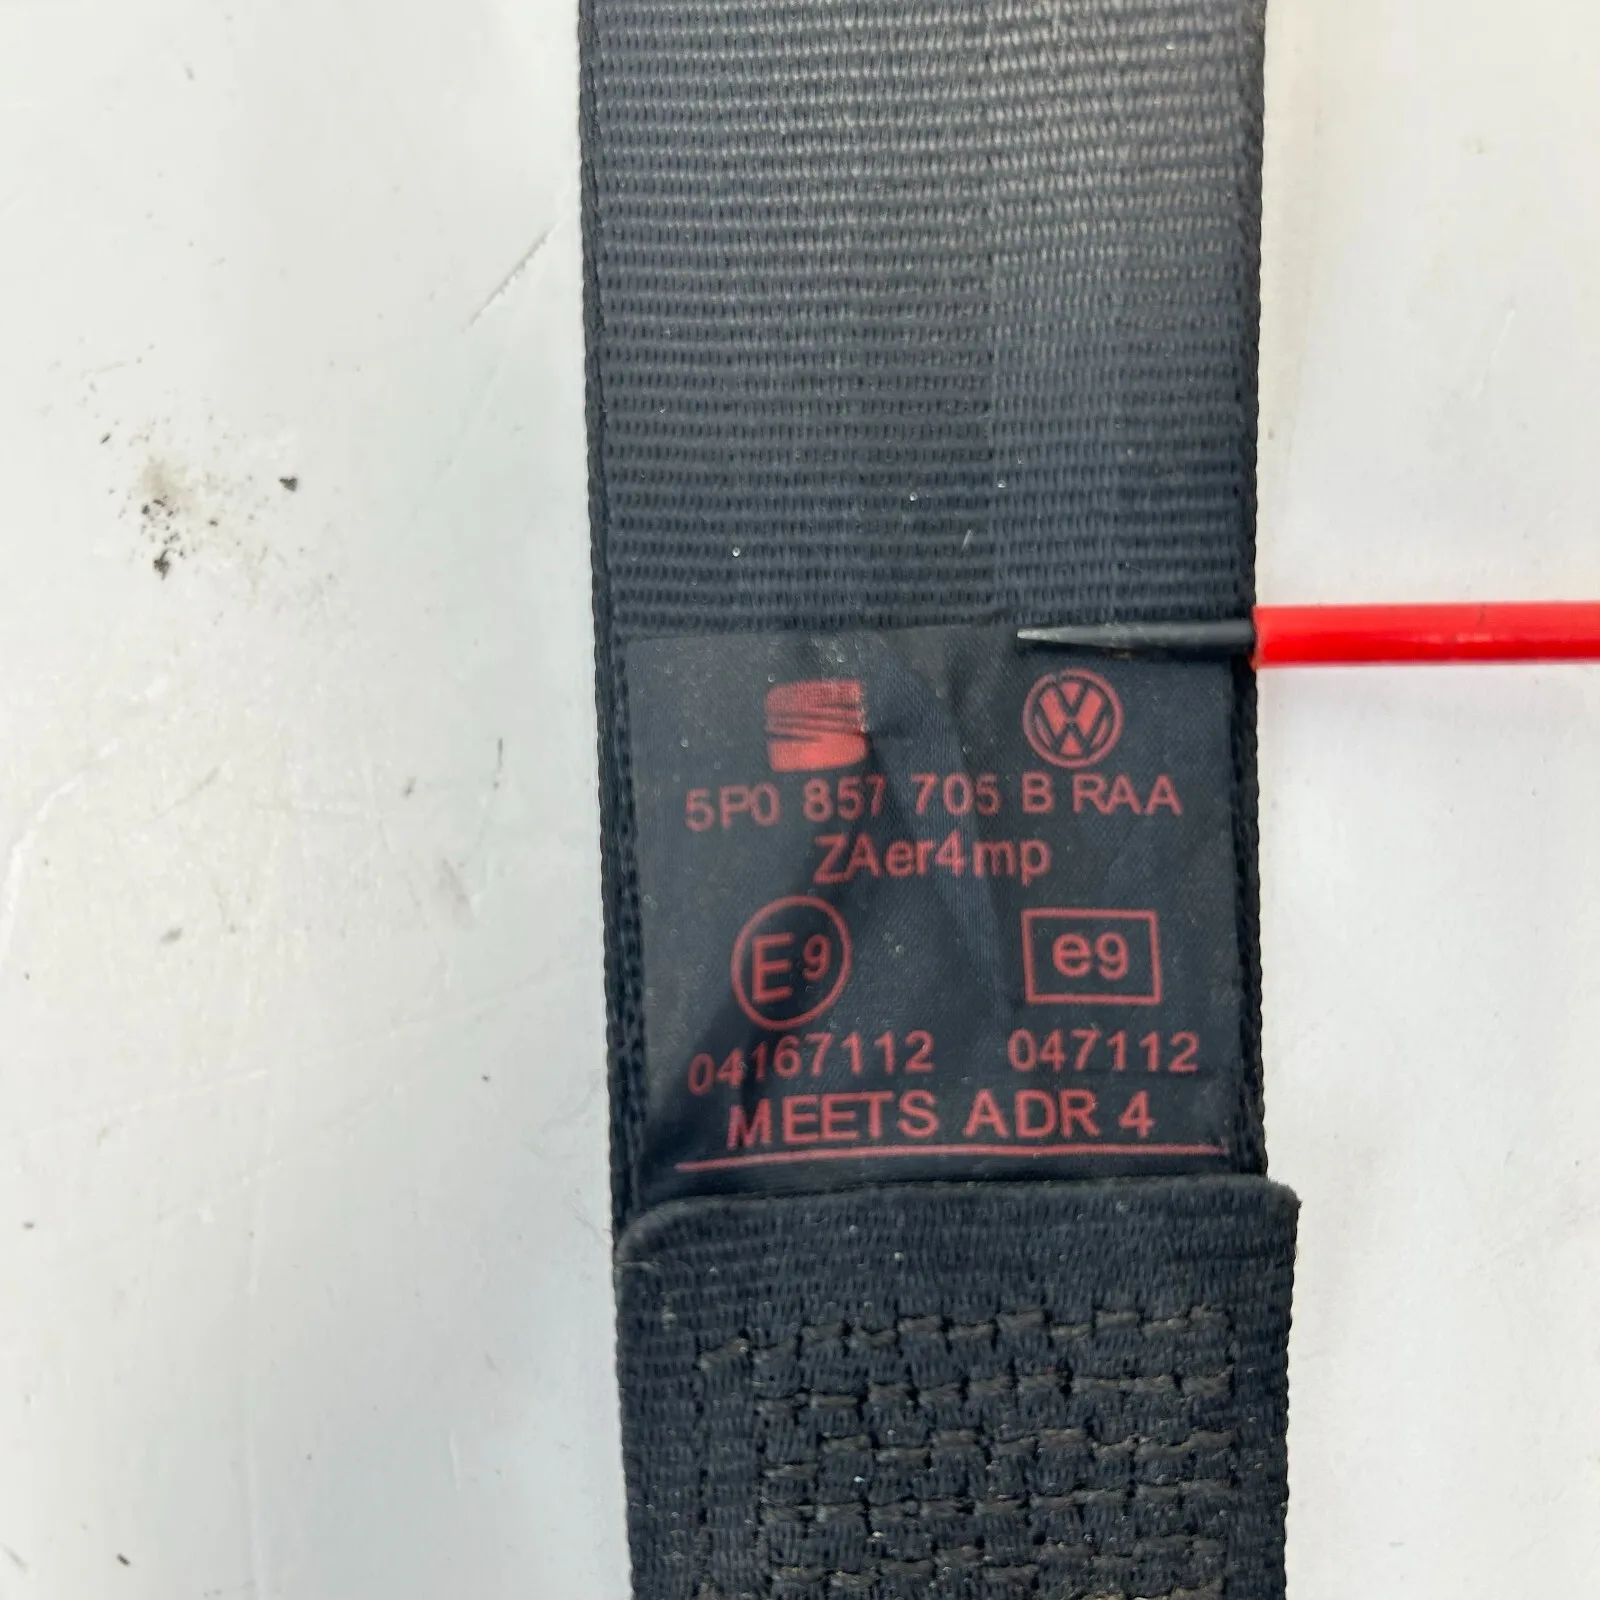 5P0 857 705 B RAA
ZAer4mp
E9 e9
04167112 047112
MEETS ADR 4